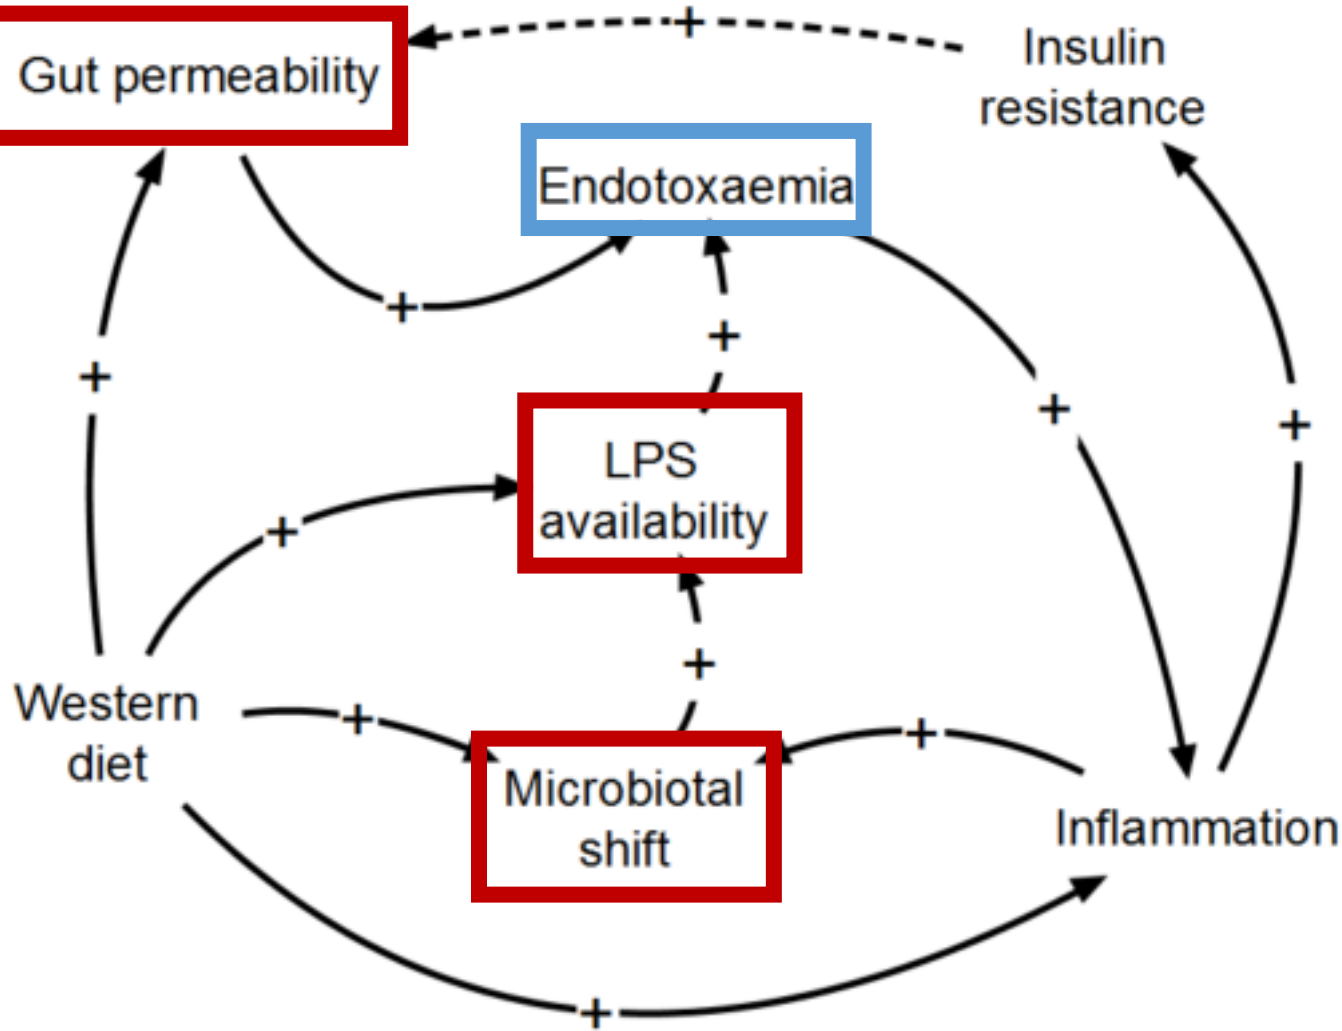 +
Insulin
resistance
Gut permeability
Endotoxaemia
+
+
+
+
+
LPS
availability
+
+
Western
diet
+
+
Microbiotal
shift
Inflammation
+